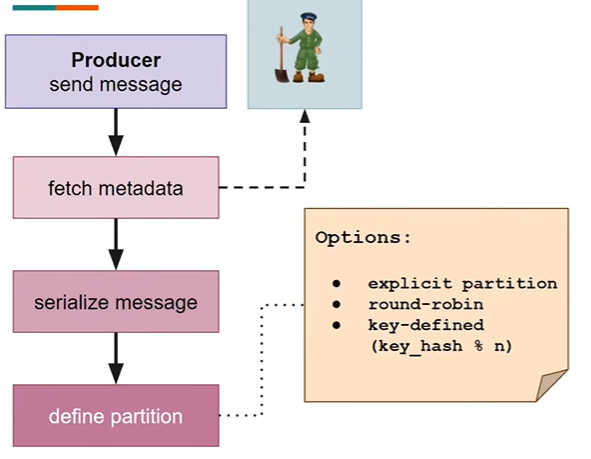 Producer
send message
fetch metadata
serialize message
define partition
Options:
● explicit partition
● round-robin
● key-defined
(key_hash % n)